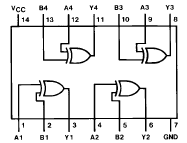 VCC B4 A4 Y4 B3 A3 Y3
14 13 12 11 10 9 8
1 2 3 4 5 6 7
A1 B1 Y1 A2 B2 Y2 GND